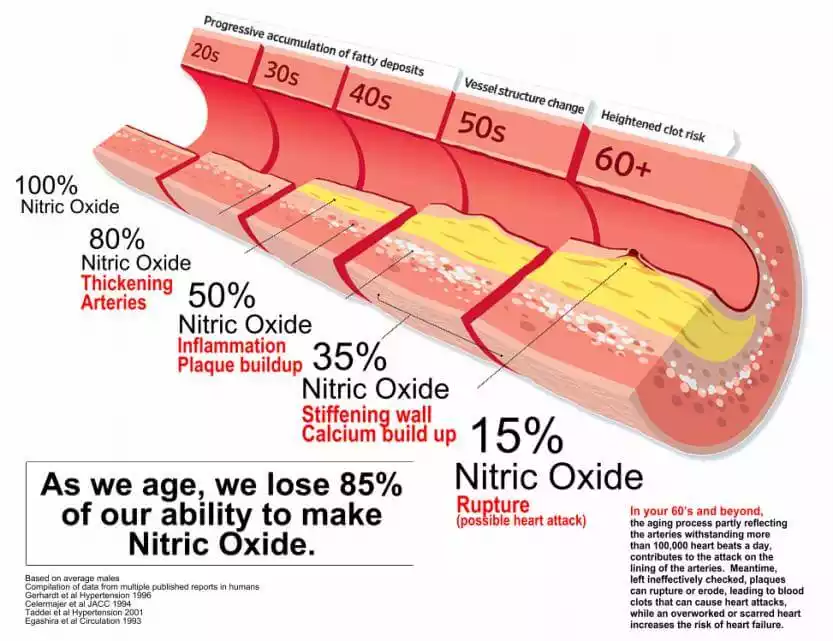 Progressive accumulation of fatty deposits
Vessel structure change
Heightened clot risk
20s
30s
40s
50s
60+
100%
Nitric Oxide
80%
Nitric Oxide
Thickening
Arteries
50%
Nitric Oxide
Inflammation
Plaque buildup
35%
Nitric Oxide
Stiffening wall
Calcium build up
15%
Nitric Oxide
Rupture
(possible heart attack)
As we age, we lose 85%
of our ability to make
Nitric Oxide.
Based on average males
Compilation of data from multiple published reports in humans
Gerhardt et al Hypertension 1996
Celermajer et al JACC 1994
Taddei et al Hypertension 2001
Egashira et al Circulation 1993
In your 60's and beyond,
the aging process partly reflecting
the arteries withstanding more
than 100,000 heart beats a day,
contributes to the attack on the
lining of the arteries. Meantime,
left ineffectively checked, plaques
can rupture or erode, leading to blood
clots that can cause heart attacks,
while an overworked or scarred heart
increases the risk of heart failure.